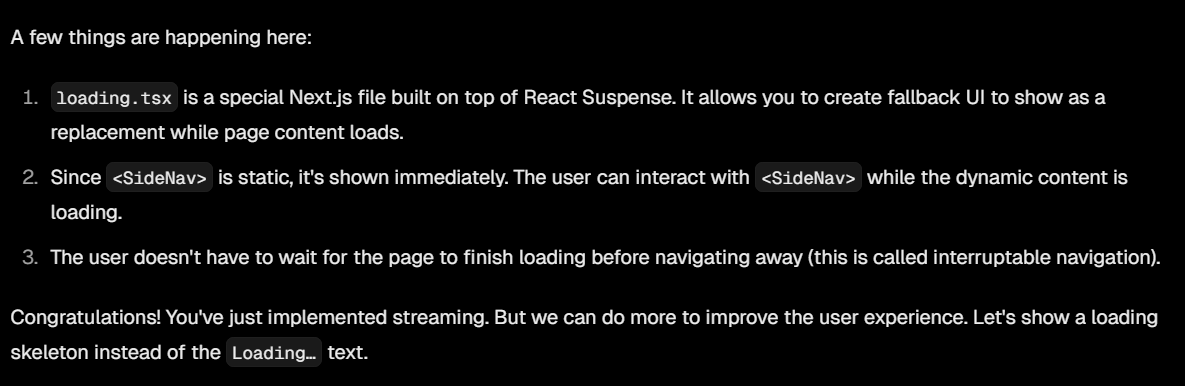 A few things are happening here:
1. loading.tsx is a special Next.js file built on top of React Suspense. It allows you to create fallback UI to show as a
replacement while page content loads.
2. Since <SideNav> is static, it's shown immediately. The user can interact with <SideNav> while the dynamic content is
loading.
3. The user doesn't have to wait for the page to finish loading before navigating away (this is called interruptable navigation).
Congratulations! You've just implemented streaming. But we can do more to improve the user experience. Let's show a loading
skeleton instead of the Loading… text.